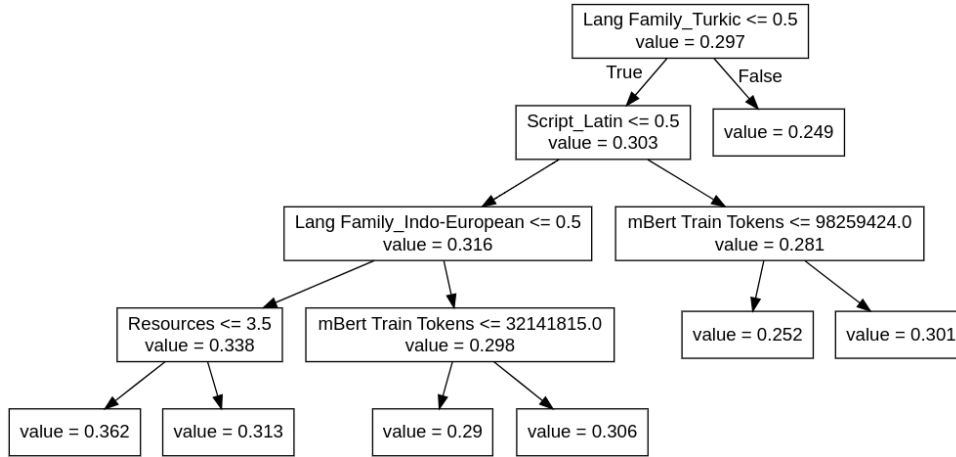 Lang Family_Turkic <= 0.5
value = 0.297
True
False
Script_Latin <= 0.5
value = 0.303
value = 0.249
Lang Family_Indo-European <= 0.5
value = 0.316
mBert Train Tokens <= 98259424.0
value = 0.281
Resources <= 3.5
value = 0.338
mBert Train Tokens <= 32141815.0
value = 0.298
value = 0.252
value = 0.301
value = 0.362
value = 0.313
value = 0.29
value = 0.306